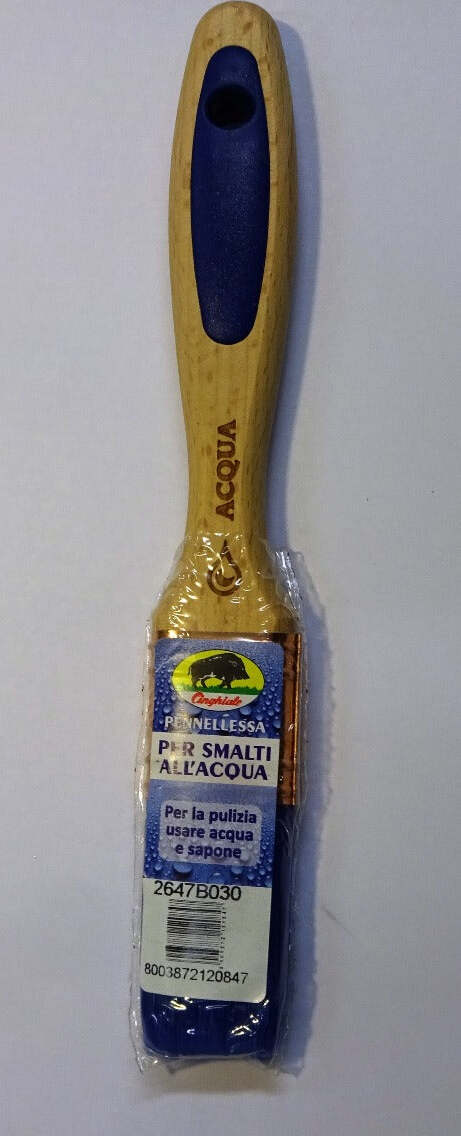 ACQUA
Cinghiale
PENNELLESSA
PER SMALTI
ALL'ACQUA
Per la pulizia
usare acqua
e sapone
2647B030
8003872120847